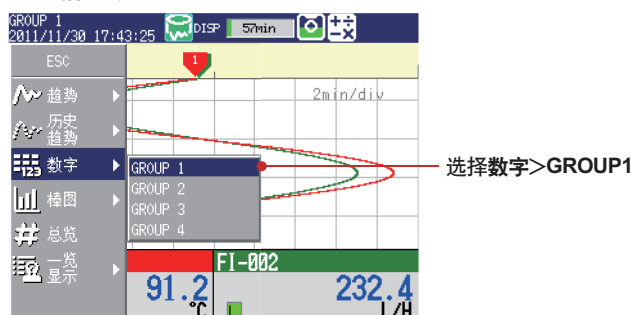 GROUP 1
2011/11/30 17:43:25 DISP 57min
ESC
1
趋势
2min/div
历史
趋势
数字
GROUP 1
选择数字>GROUP1
GROUP 2
棒图
GROUP 3
总览
GROUP 4
一览
显示
FI-002
91.2
℃
232.4
L/H